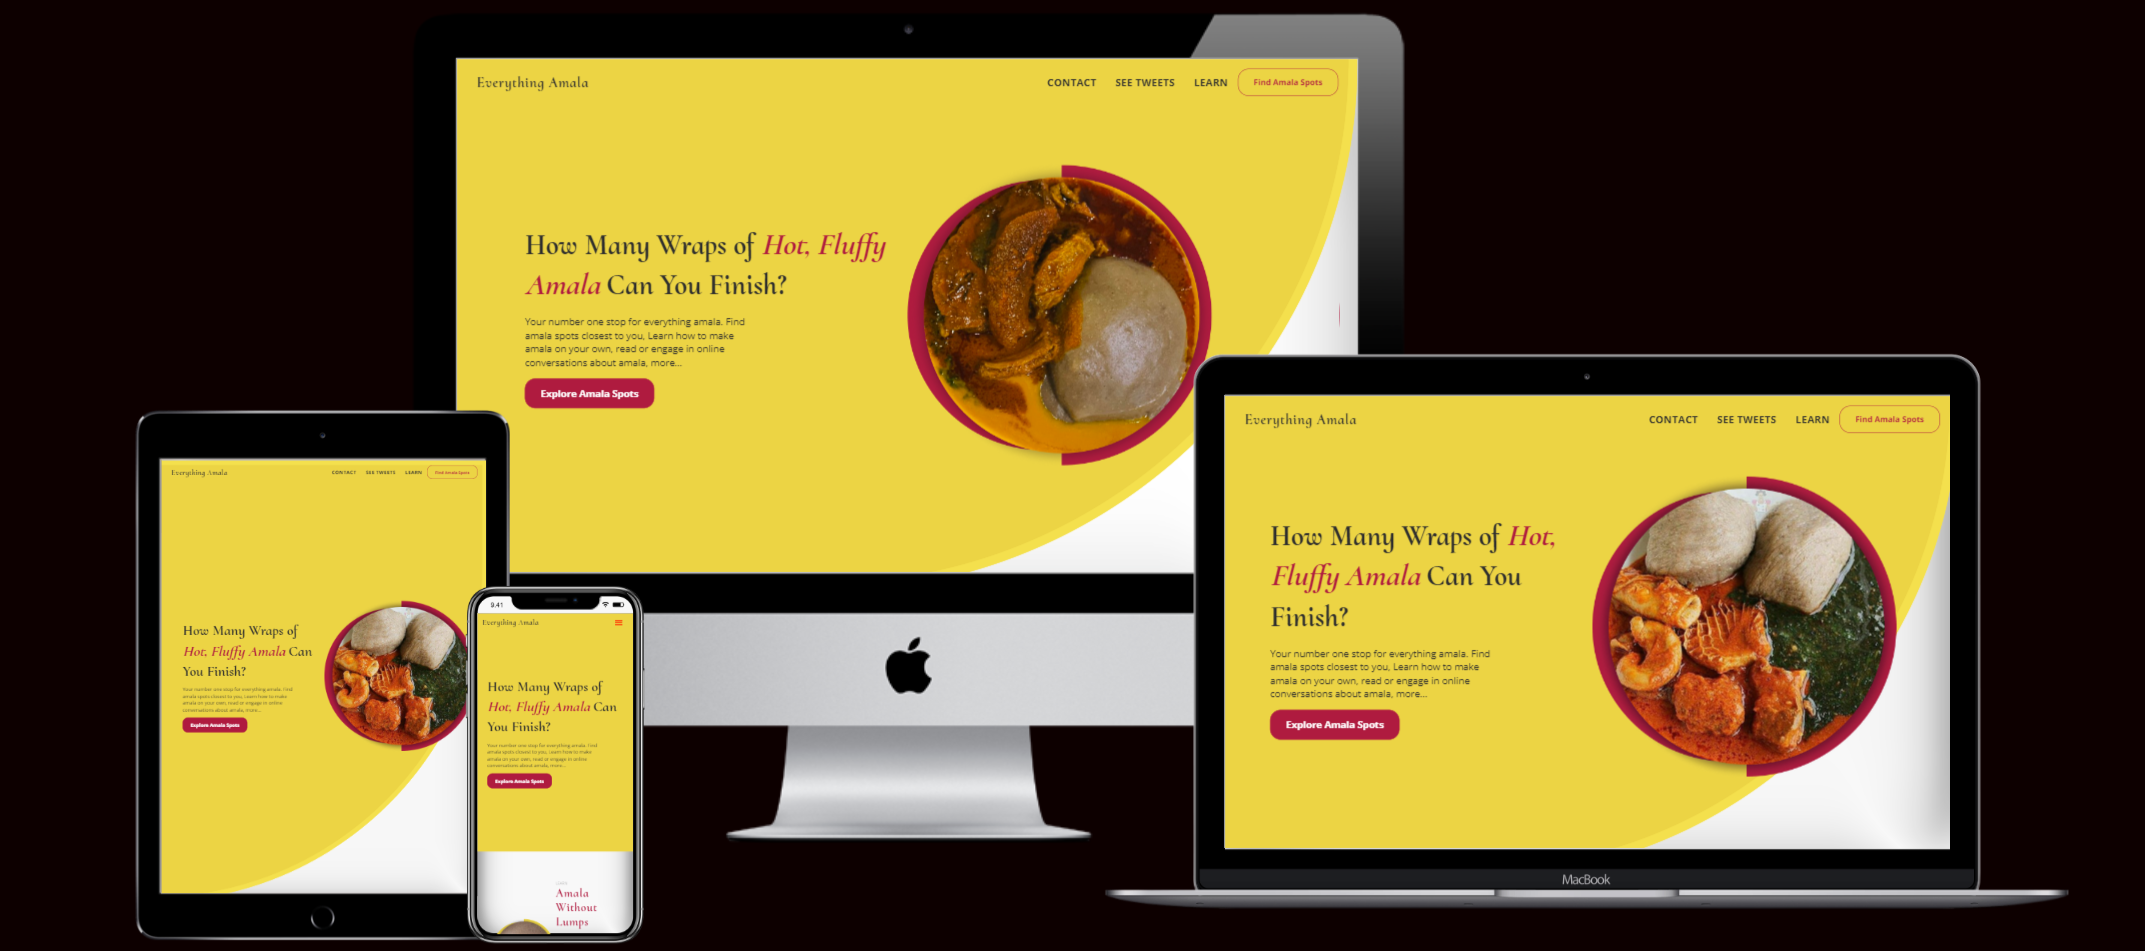 Everything Amala
CONTACT SEE TWEETS LEARN Find Amala Spots
How Many Wraps of Hot, Fluffy
Amala Can You Finish?
Your number one stop for everything amala. Find
amala spots closest to you, Learn how to make
amala on your own, read or engage in online
conversations about amala, more...
Explore Amala Spots
Everything Amala
CONTACT SEE TWEETS LEARN Find Amala Spots
How Many Wraps of Hot,
Fluffy Amala Can You
Finish?
Your number one stop for everything amala. Find
amala spots closest to you, Learn how to make
amala on your own, read or engage in online
conversations about amala, more...
Explore Amala Spots
MacBook
Everything Amala
CONTACT SEE TWEETS LEARN Find Amala Spots
How Many Wraps of
Hot, Fluffy Amala Can
You Finish?
Your number one stop for everything amala. Find
amala spots closest to you, Learn how to make
amala on your own, read or engage in online
conversations about amala, more...
Explore Amala Spots
9:41
Everything Amala
How Many Wraps of
Hot, Fluffy Amala Can
You Finish?
Your number one stop for everything amala. Find
amala spots closest to you, Learn how to make
amala on your own, read or engage in online
conversations about amala, more...
Explore Amala Spots
Amala
Without
Lumps